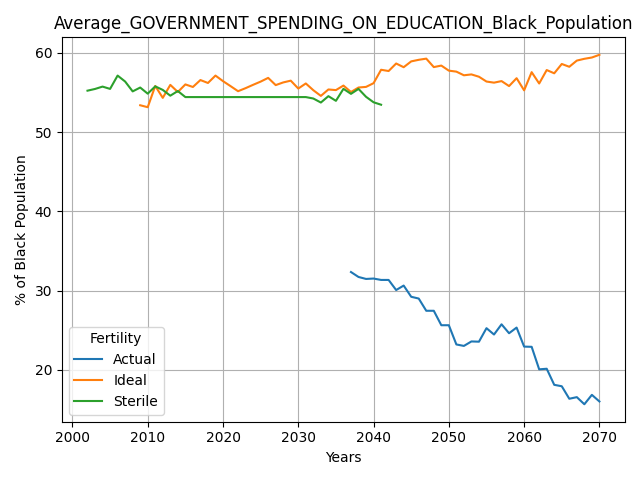 Average_GOVERNMENT_SPENDING_ON_EDUCATION_Black_Population
60
50
40
30
20
% of Black Population
Fertility
Actual
Ideal
Sterile
2000 2010 2020 2030 2040 2050 2060 2070
Years